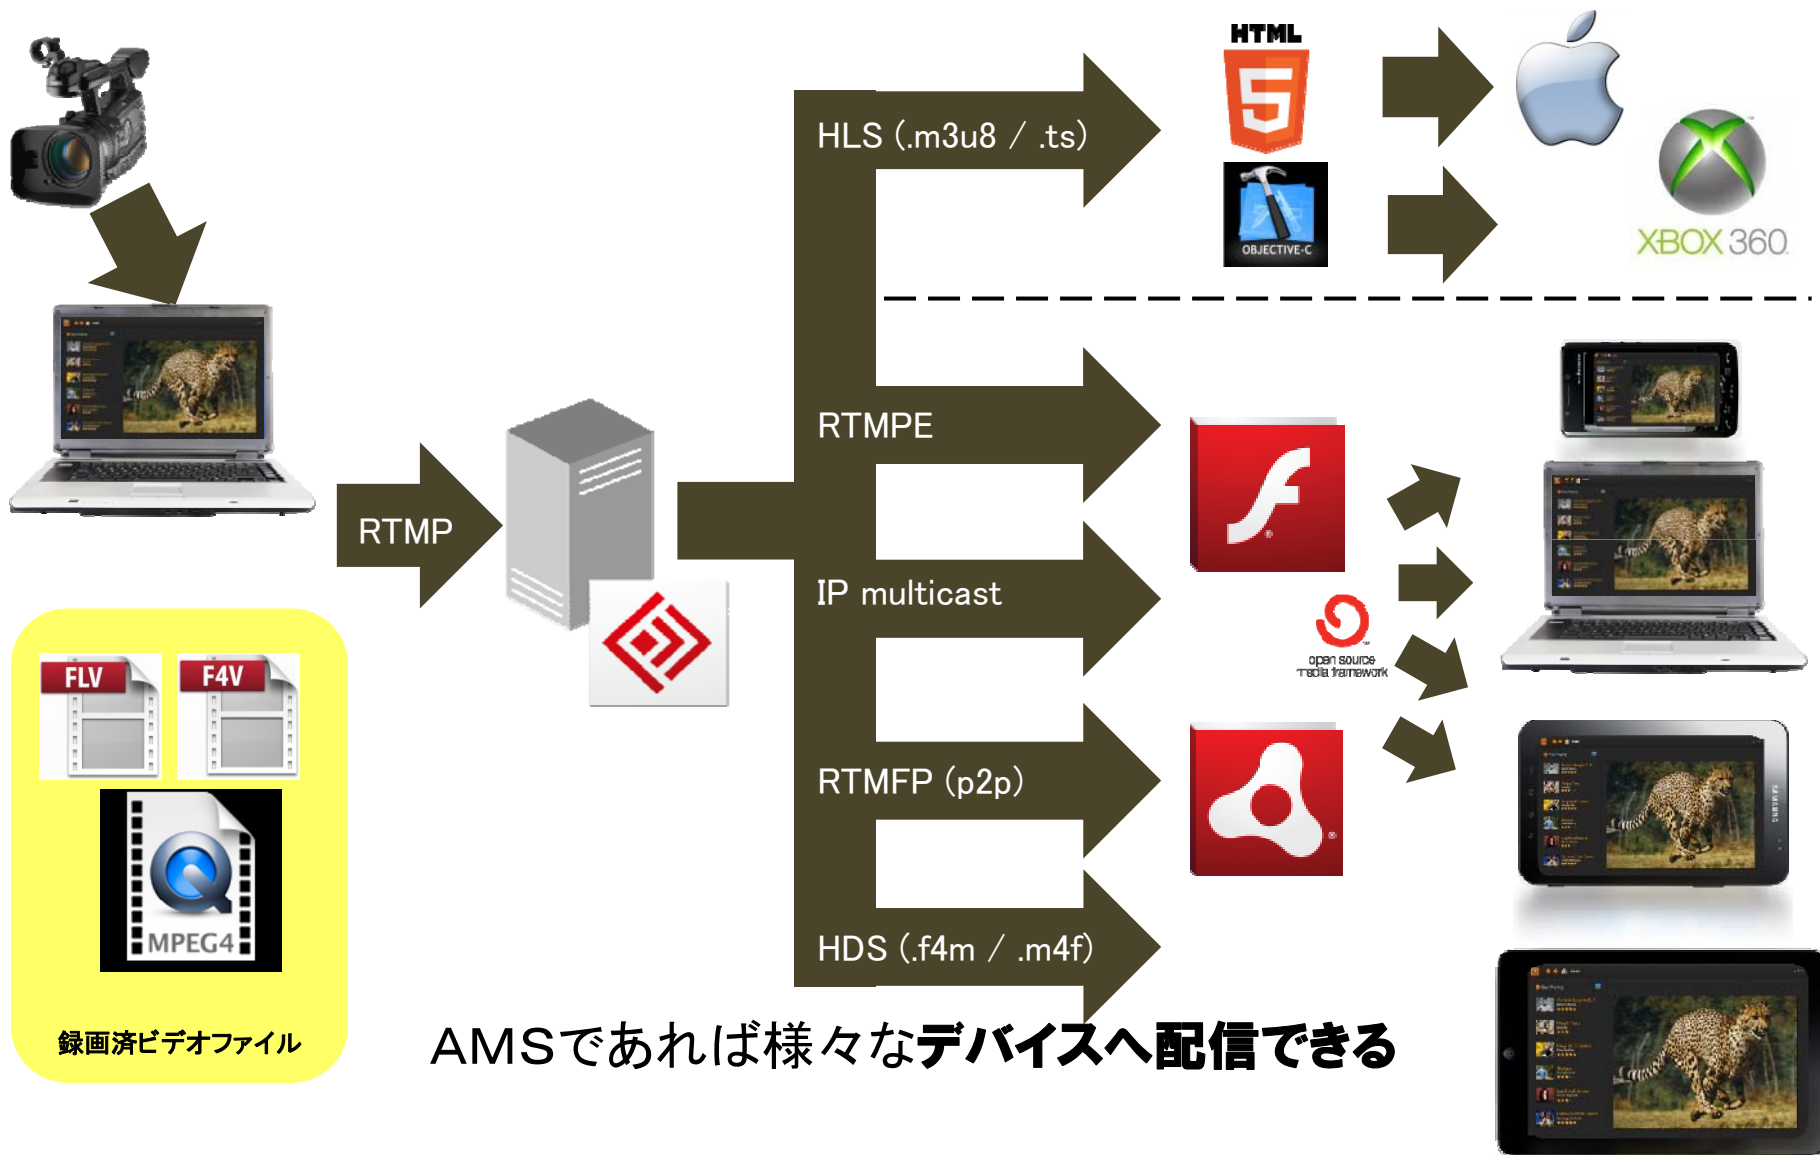 HTML
HLS (.m3u8 / .ts)
OBJECTIVE-C
XBOX 360
RTMPE
RTMP
IP multicast
open source
media framework
FLV
F4V
RTMFP (p2p)
SAMSUNG
MPEG4
HDS (.f4m / .m4f)
録画済ビデオファイル
AMSであれば様々なデバイスへ配信できる